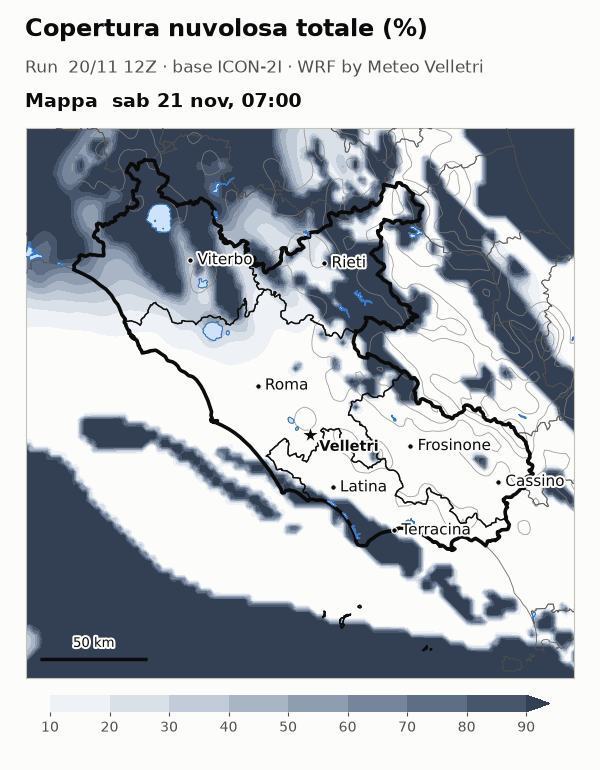 Copertura nuvolosa totale (%)
Run  20/11 12Z · base ICON-2I · WRF by Meteo Velletri
Mappa  sab 21 nov, 07:00
Viterbo
Rieti
Roma
Velletri
Frosinone
Cassino
Latina
Terracina
50 km
10 20 30 40 50 60 70 80 90